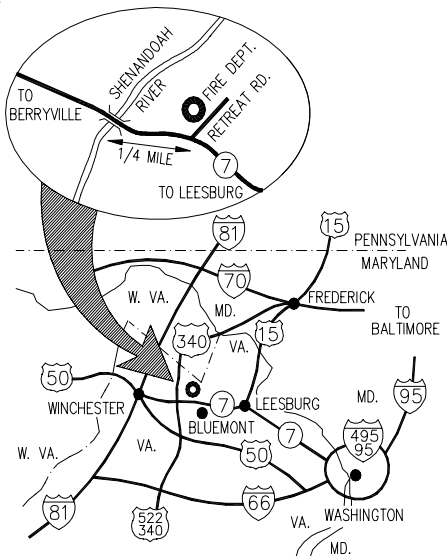 SHENANDOAH
RIVER
FIRE DEPT.
RETREAT RD.
TO
BERRYVILLE
1/4 MILE
7
TO LEESBURG
81
15
PENNSYLVANIA
MARYLAND
70
W. VA.
MD.
FREDERICK
TO
BALTIMORE
340
15
VA.
50
MD.
95
WINCHESTER
7
LEESBURG
BLUEMONT
7
495
95
VA.
50
W. VA.
66
81
522
340
WASHINGTON
VA.
MD.